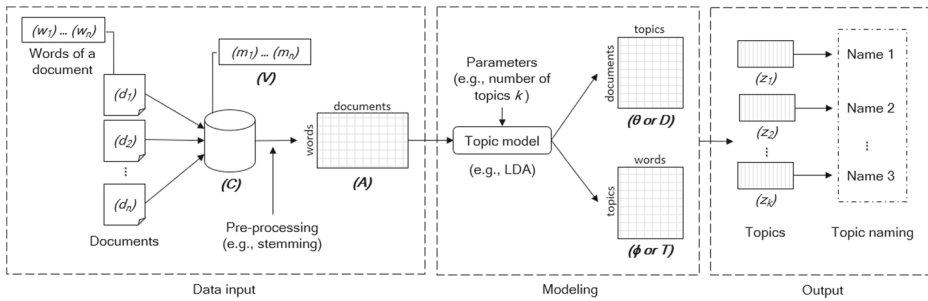 (w1) ... (wn)
Words of a
document
(d1)
(d2)
...
(dn)
Documents
(m1) ... (mn)
(V)
(C)
Pre-processing
(e.g., stemming)
documents
words
(A)
Data input
Parameters
(e.g., number of
topics k)
Topic model
(e.g., LDA)
topics
documents
(θ or D)
words
topics
(ϕ or T)
Modeling
(z1)
(z2)
...
(zk)
Topics
Name 1
Name 2
...
Name 3
Topic naming
Output